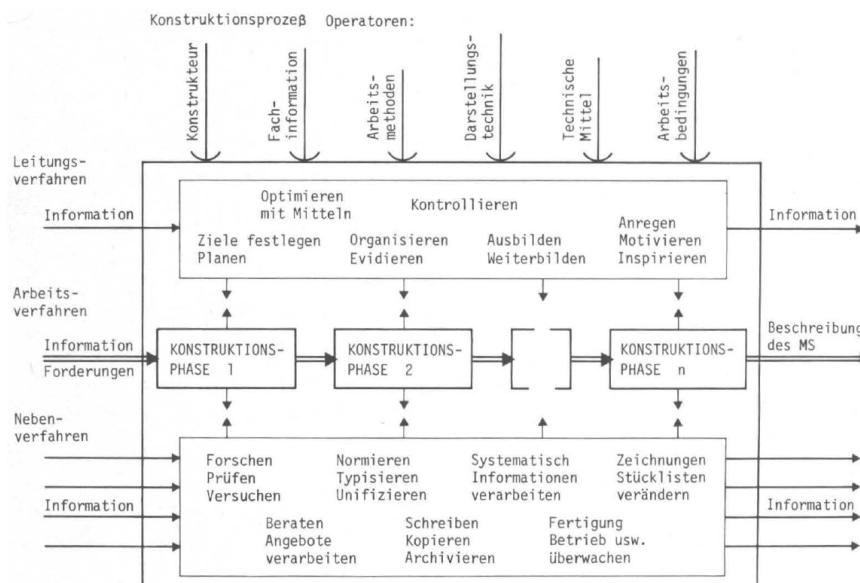 Konstruktionsprozeß Operatoren:
Konstrukteur
Fach-
information
Arbeits-
methoden
Darstellungs-
technik
Technische
Mittel
Arbeits-
bedingungen
Leitungs-
verfahren
Information
Optimieren
mit Mitteln
Kontrollieren
Ziele festlegen
Planen
Organisieren
Evidieren
Ausbilden
Weiterbilden
Anregen
Motivieren
Inspirieren
Information
Arbeits-
verfahren
Information
Forderungen
KONSTRUKTIONS-
PHASE 1
KONSTRUKTIONS-
PHASE 2
KONSTRUKTIONS-
PHASE n
Beschreibung
des MS
Neben-
verfahren
Information
Forschen
Prüfen
Versuchen
Normieren
Typisieren
Unifizieren
Systematisch
Informationen
verarbeiten
Zeichnungen
Stücklisten
verändern
Beraten
Angebote
verarbeiten
Schreiben
Kopieren
Archivieren
Fertigung
Betrieb usw.
überwachen
Information